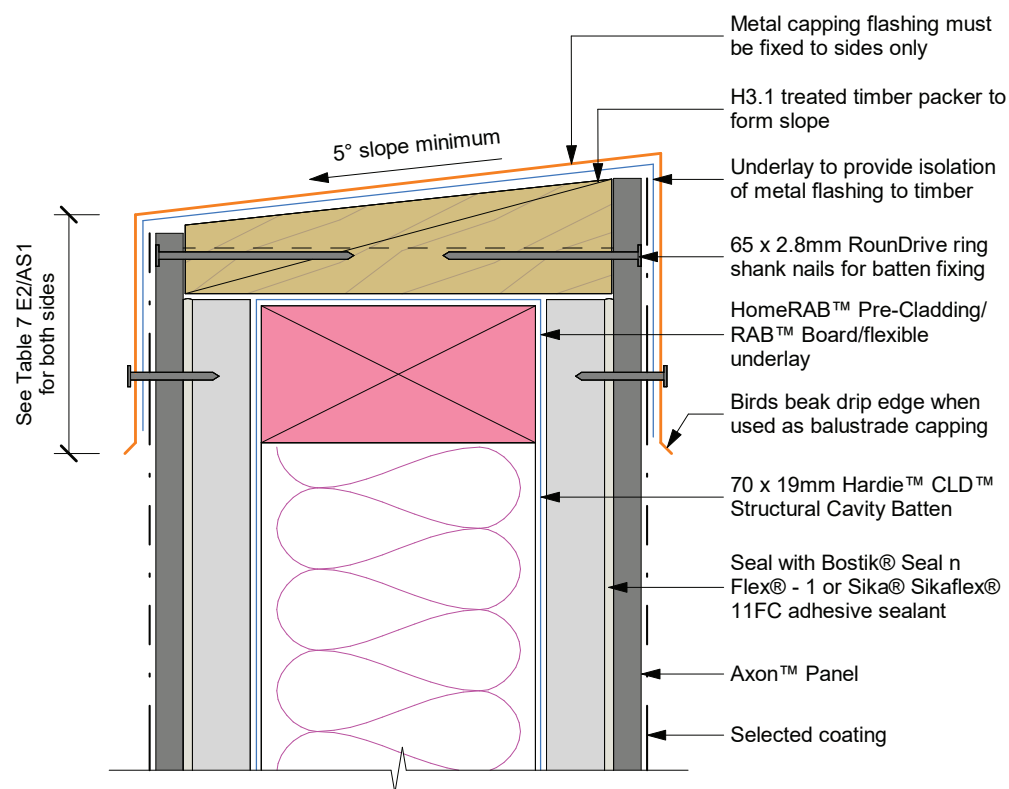 Metal capping flashing must
be fixed to sides only
H3.1 treated timber packer to
form slope
5° slope minimum
Underlay to provide isolation
of metal flashing to timber
65 x 2.8mm RounDrive ring
shank nails for batten fixing
See Table 7 E2/AS1
for both sides
HomeRAB™ Pre-Cladding/
RAB™ Board/flexible
underlay
Birds beak drip edge when
used as balustrade capping
70 x 19mm Hardie™ CLD™
Structural Cavity Batten
Seal with Bostik® Seal n
Flex® - 1 or Sika® Sikaflex®
11FC adhesive sealant
Axon™ Panel
Selected coating